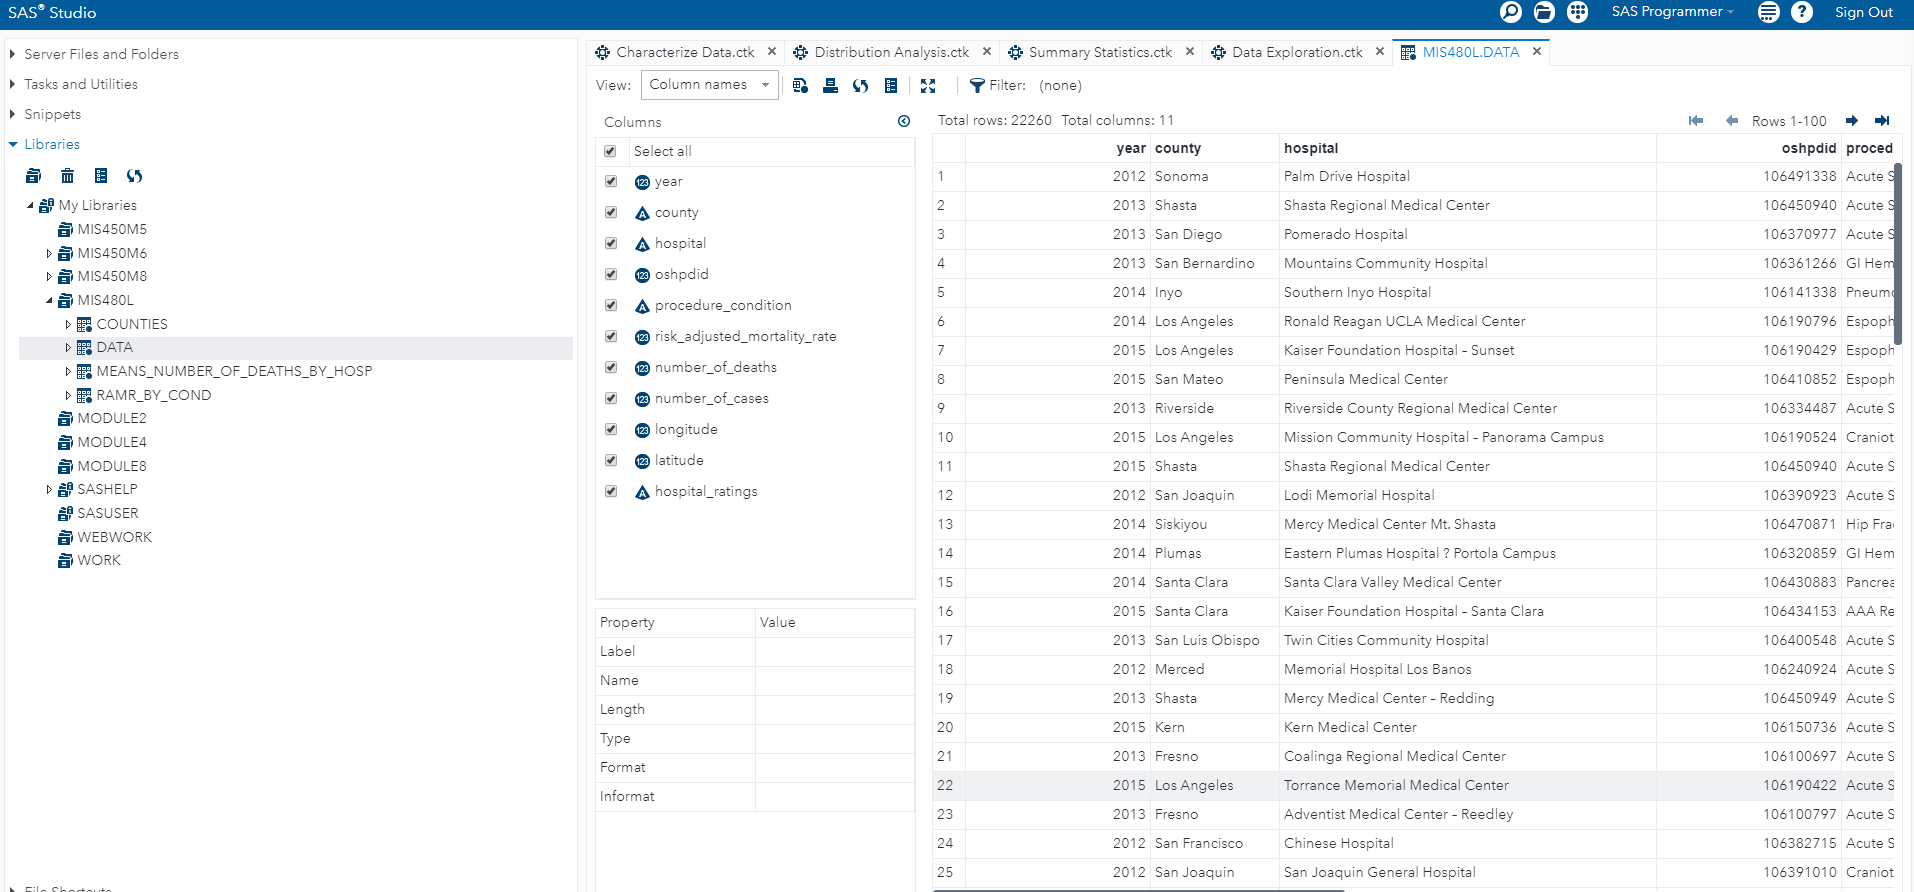 SAS® Studio
SAS Programmer
Sign Out
Server Files and Folders
Tasks and Utilities
Snippets
Libraries
My Libraries
MIS450M5
MIS450M6
MIS450M8
MIS480L
COUNTIES
DATA
MEANS_NUMBER_OF_DEATHS_BY_HOSP
RAMR_BY_COND
MODULE2
MODULE4
MODULE8
SASHELP
SASUSER
WEBWORK
WORK
File Shortcuts
Characterize Data.ctk
Distribution Analysis.ctk
Summary Statistics.ctk
Data Exploration.ctk
MIS480L.DATA
View: Column names
Filter: (none)
Columns
Select all
year
county
hospital
oshpdid
procedure_condition
risk_adjusted_mortality_rate
number_of_deaths
number_of_cases
longitude
latitude
hospital_ratings
Property Value
Label
Name
Length
Type
Format
Informat
Total rows: 22260 Total columns: 11
Rows 1-100
year county hospital oshpdid proced
1 2012 Sonoma Palm Drive Hospital 106491338 Acute S
2 2013 Shasta Shasta Regional Medical Center 106450940 Acute S
3 2013 San Diego Pomerado Hospital 106370977 Acute S
4 2013 San Bernardino Mountains Community Hospital 106361266 GI Hem
5 2014 Inyo Southern Inyo Hospital 106141338 Pneumo
6 2014 Los Angeles Ronald Reagan UCLA Medical Center 106190796 Espoph
7 2015 Los Angeles Kaiser Foundation Hospital - Sunset 106190429 Espoph
8 2015 San Mateo Peninsula Medical Center 106410852 Espoph
9 2013 Riverside Riverside County Regional Medical Center 106334487 Acute S
10 2015 Los Angeles Mission Community Hospital - Panorama Campus 106190524 Craniot
11 2015 Shasta Shasta Regional Medical Center 106450940 Acute S
12 2012 San Joaquin Lodi Memorial Hospital 106390923 Acute S
13 2014 Siskiyou Mercy Medical Center Mt. Shasta 106470871 Hip Fra
14 2014 Plumas Eastern Plumas Hospital ? Portola Campus 106320859 GI Hem
15 2014 Santa Clara Santa Clara Valley Medical Center 106430883 Pancrea
16 2015 Santa Clara Kaiser Foundation Hospital - Santa Clara 106434153 AAA Re
17 2013 San Luis Obispo Twin Cities Community Hospital 106400548 Acute S
18 2012 Merced Memorial Hospital Los Banos 106240924 Acute S
19 2013 Shasta Mercy Medical Center - Redding 106450949 Acute S
20 2015 Kern Kern Medical Center 106150736 Acute S
21 2013 Fresno Coalinga Regional Medical Center 106100697 Acute S
22 2015 Los Angeles Torrance Memorial Medical Center 106190422 Acute S
23 2013 Fresno Adventist Medical Center - Reedley 106100797 Acute S
24 2012 San Francisco Chinese Hospital 106382715 Acute S
25 2012 San Joaquin San Joaquin General Hospital 106391010 Craniot